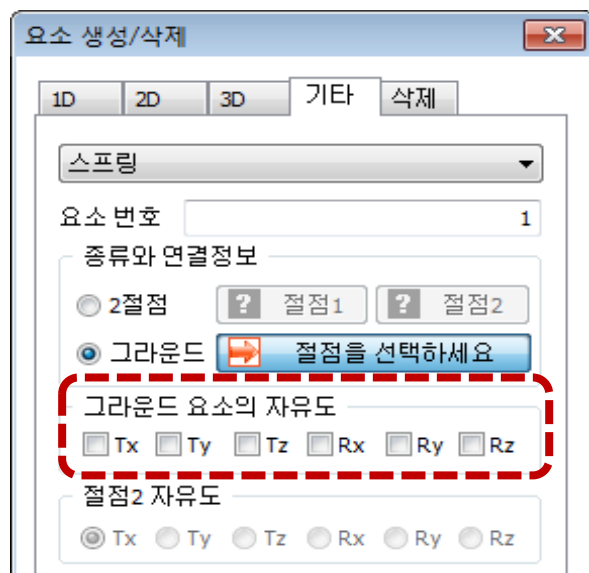 요소 생성/삭제
1D 2D 3D 기타 삭제
스프링
요소 번호 1
종류와 연결정보
2절점 ? 절점1 ? 절점2
그라운드 절점을 선택하세요
그라운드 요소의 자유도
Tx Ty Tz Rx Ry Rz
절점2 자유도
Tx Ty Tz Rx Ry Rz